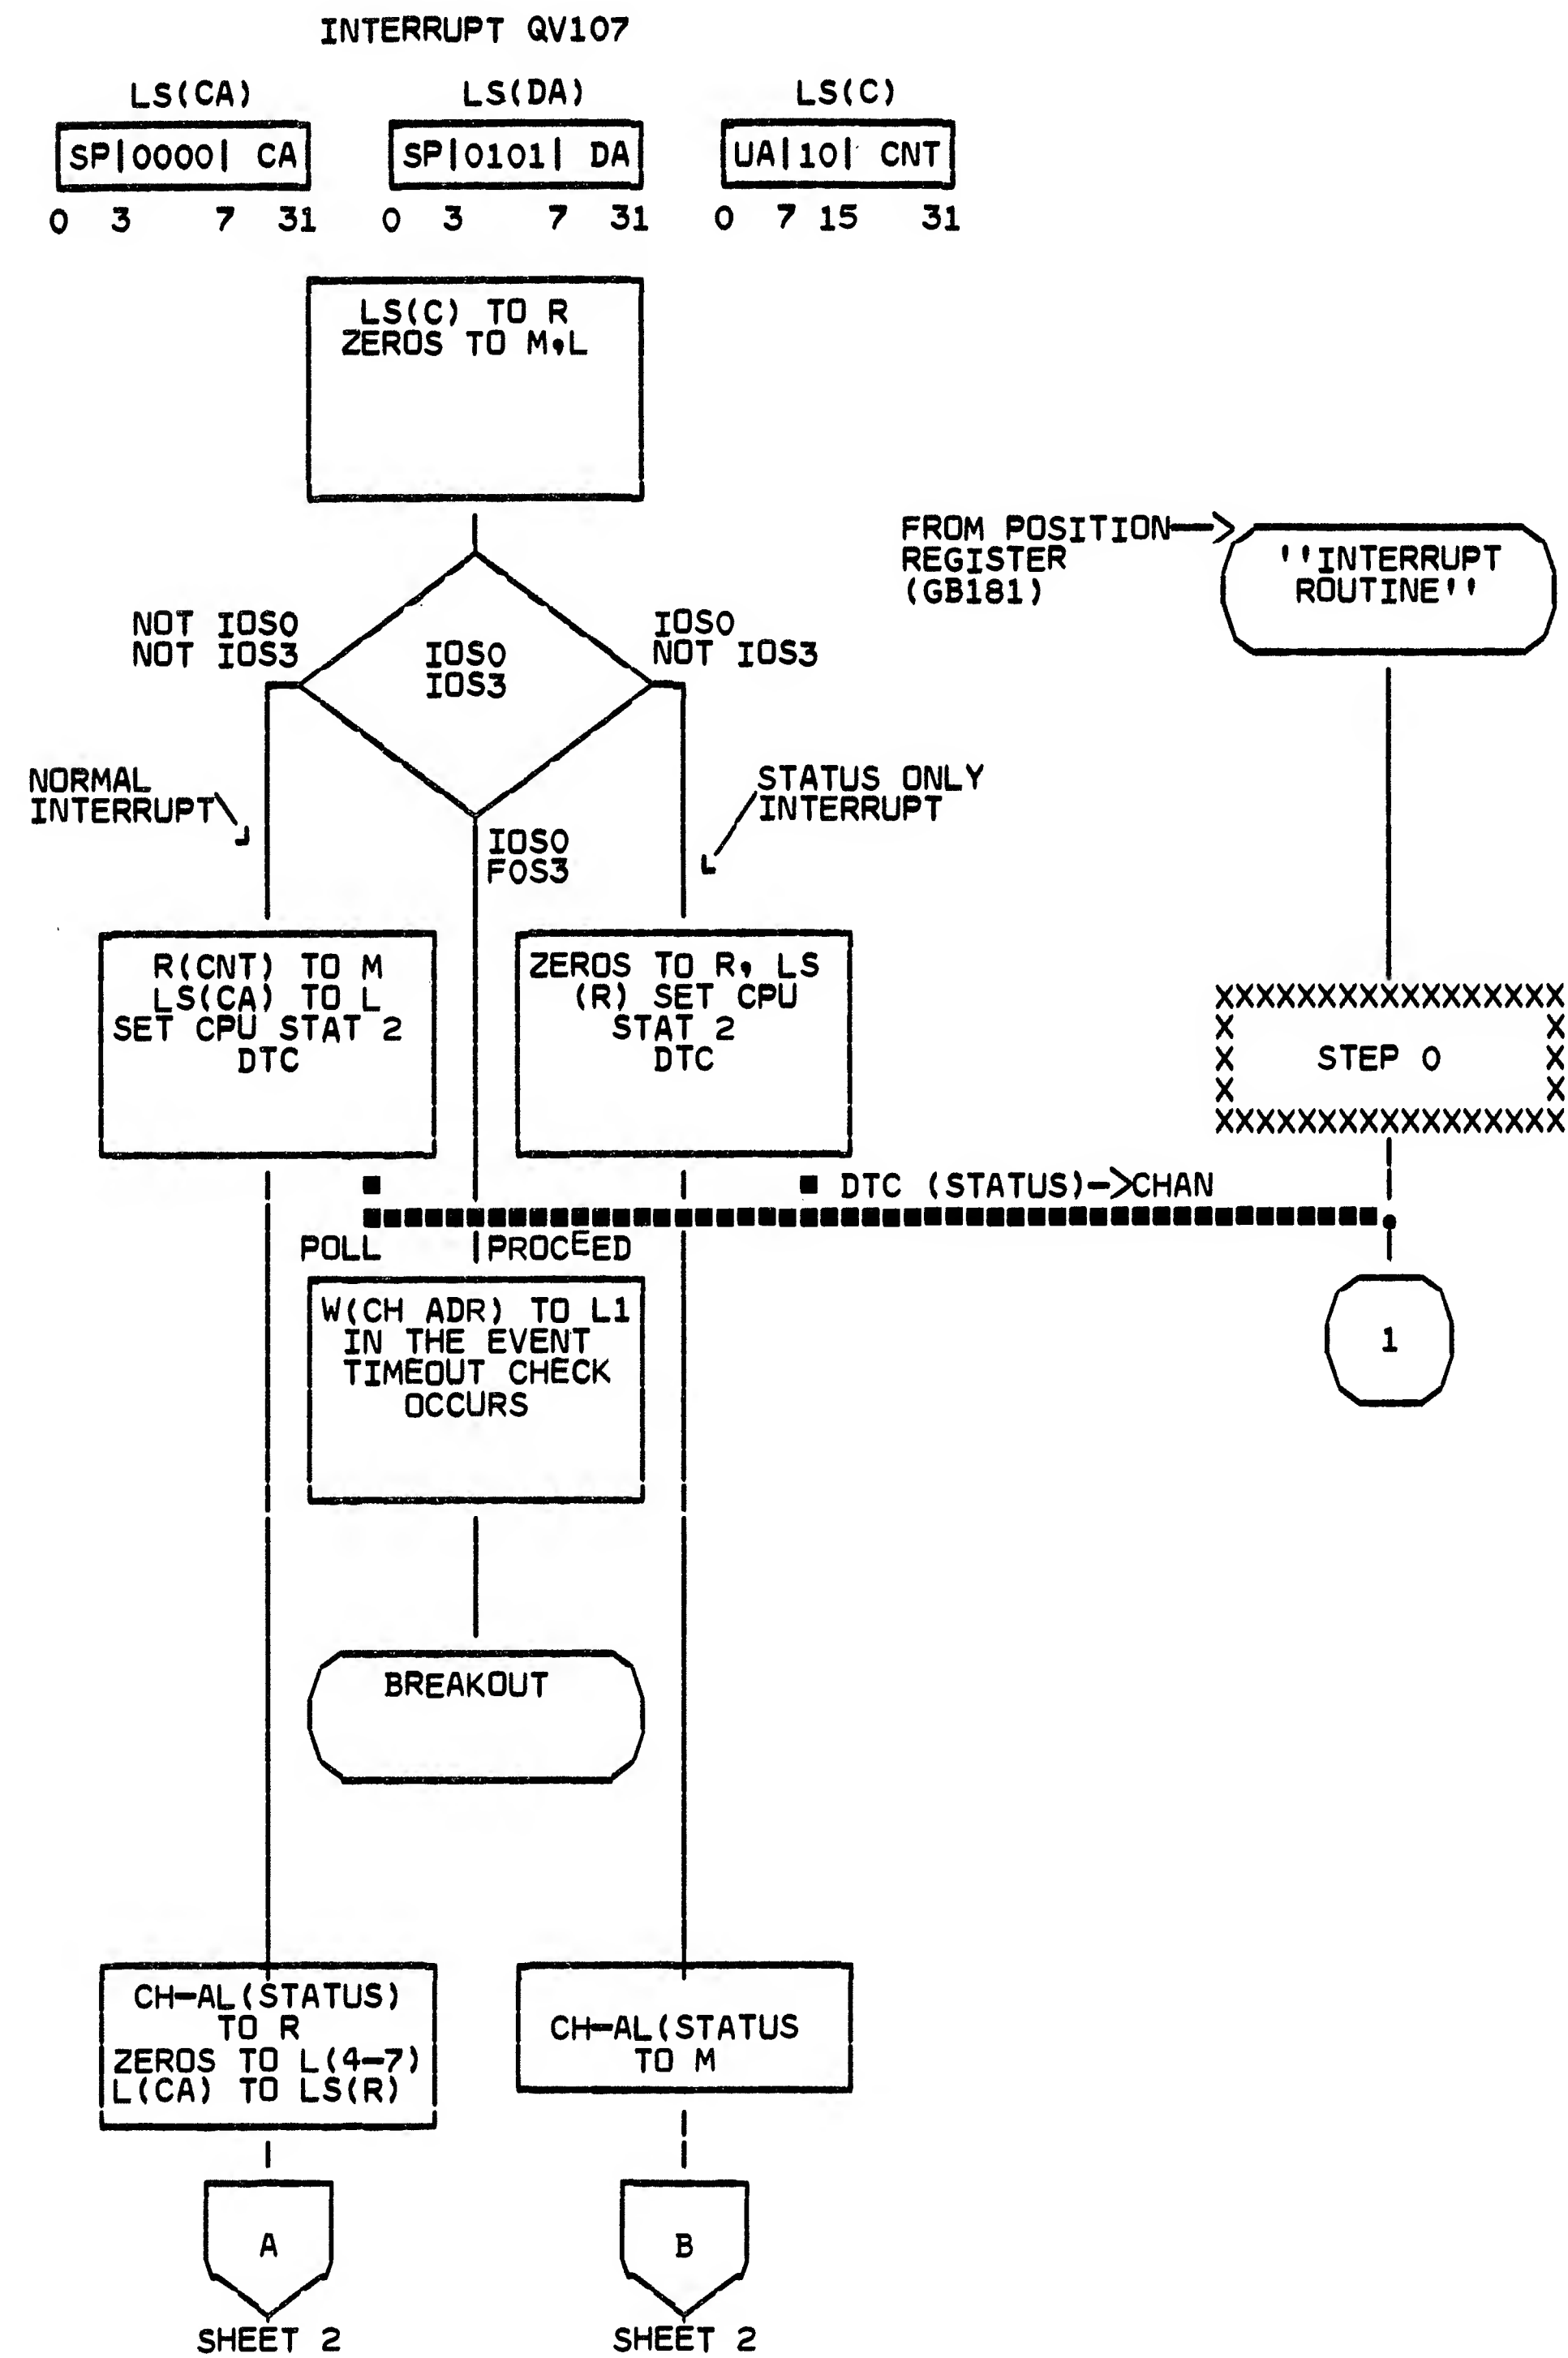 INTERRUPT QV107
LS(CA) LS(DA) LS(C)
SP|0000| CA SP|0101| DA UA|10| CNT
0 3 7 31 0 3 7 31 0 7 15 31
LS(C) TO R
ZEROS TO M,L
FROM POSITION—>
REGISTER
(GB181)
''INTERRUPT
ROUTINE''
NOT IOS0
NOT IOS3
IOS0
IOS3
IOS0
NOT IOS3
NORMAL
INTERRUPT
STATUS ONLY
INTERRUPT
IOS0
FOS3
R(CNT) TO M
LS(CA) TO L
SET CPU STAT 2
DTC
ZEROS TO R, LS
(R) SET CPU
STAT 2
DTC
XXXXXXXXXXXXXXXXX
X X
X STEP 0 X
X X
XXXXXXXXXXXXXXXXX
DTC (STATUS)—>CHAN
POLL PROCEED
W(CH ADR) TO L1
IN THE EVENT
TIMEOUT CHECK
OCCURS
1
BREAKOUT
CH—AL(STATUS)
TO R
ZEROS TO L(4—7)
L(CA) TO LS(R)
CH—AL(STATUS
TO M
A
B
SHEET 2
SHEET 2